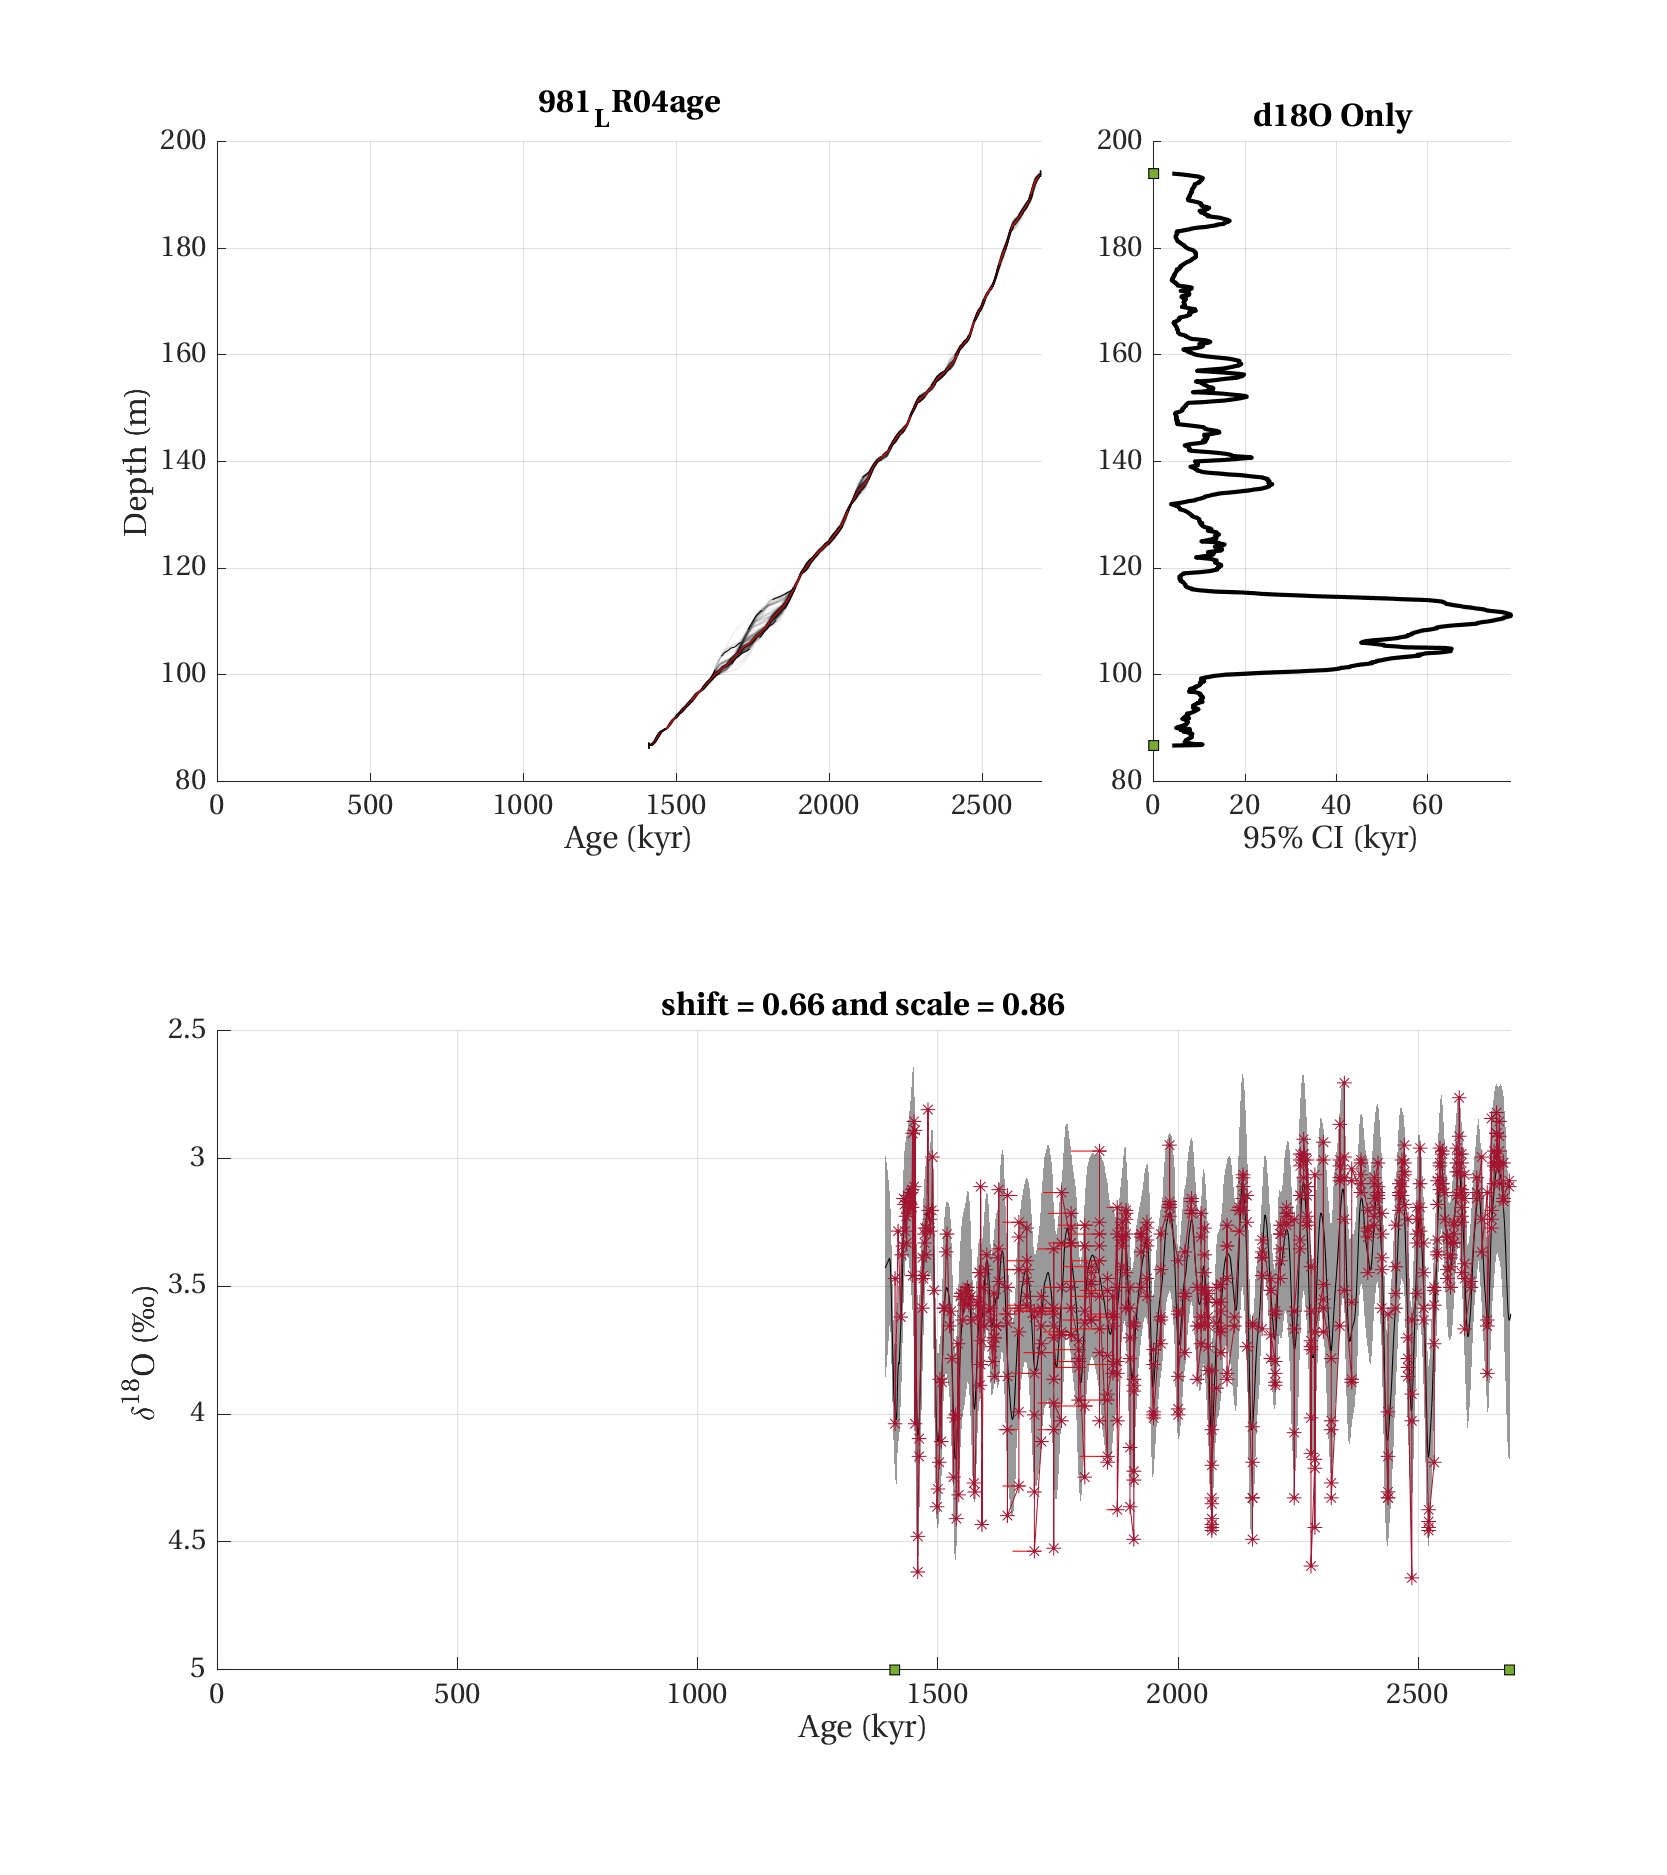 981_LR04age
d18O Only
200
180
160
140
120
100
80
Depth (m)
0 500 1000 1500 2000 2500
Age (kyr)
200
180
160
140
120
100
80
0 20 40 60
95% CI (kyr)
shift = 0.66 and scale = 0.86
2.5
3
3.5
4
4.5
5
δ¹⁸O (‰)
0 500 1000 1500 2000 2500
Age (kyr)